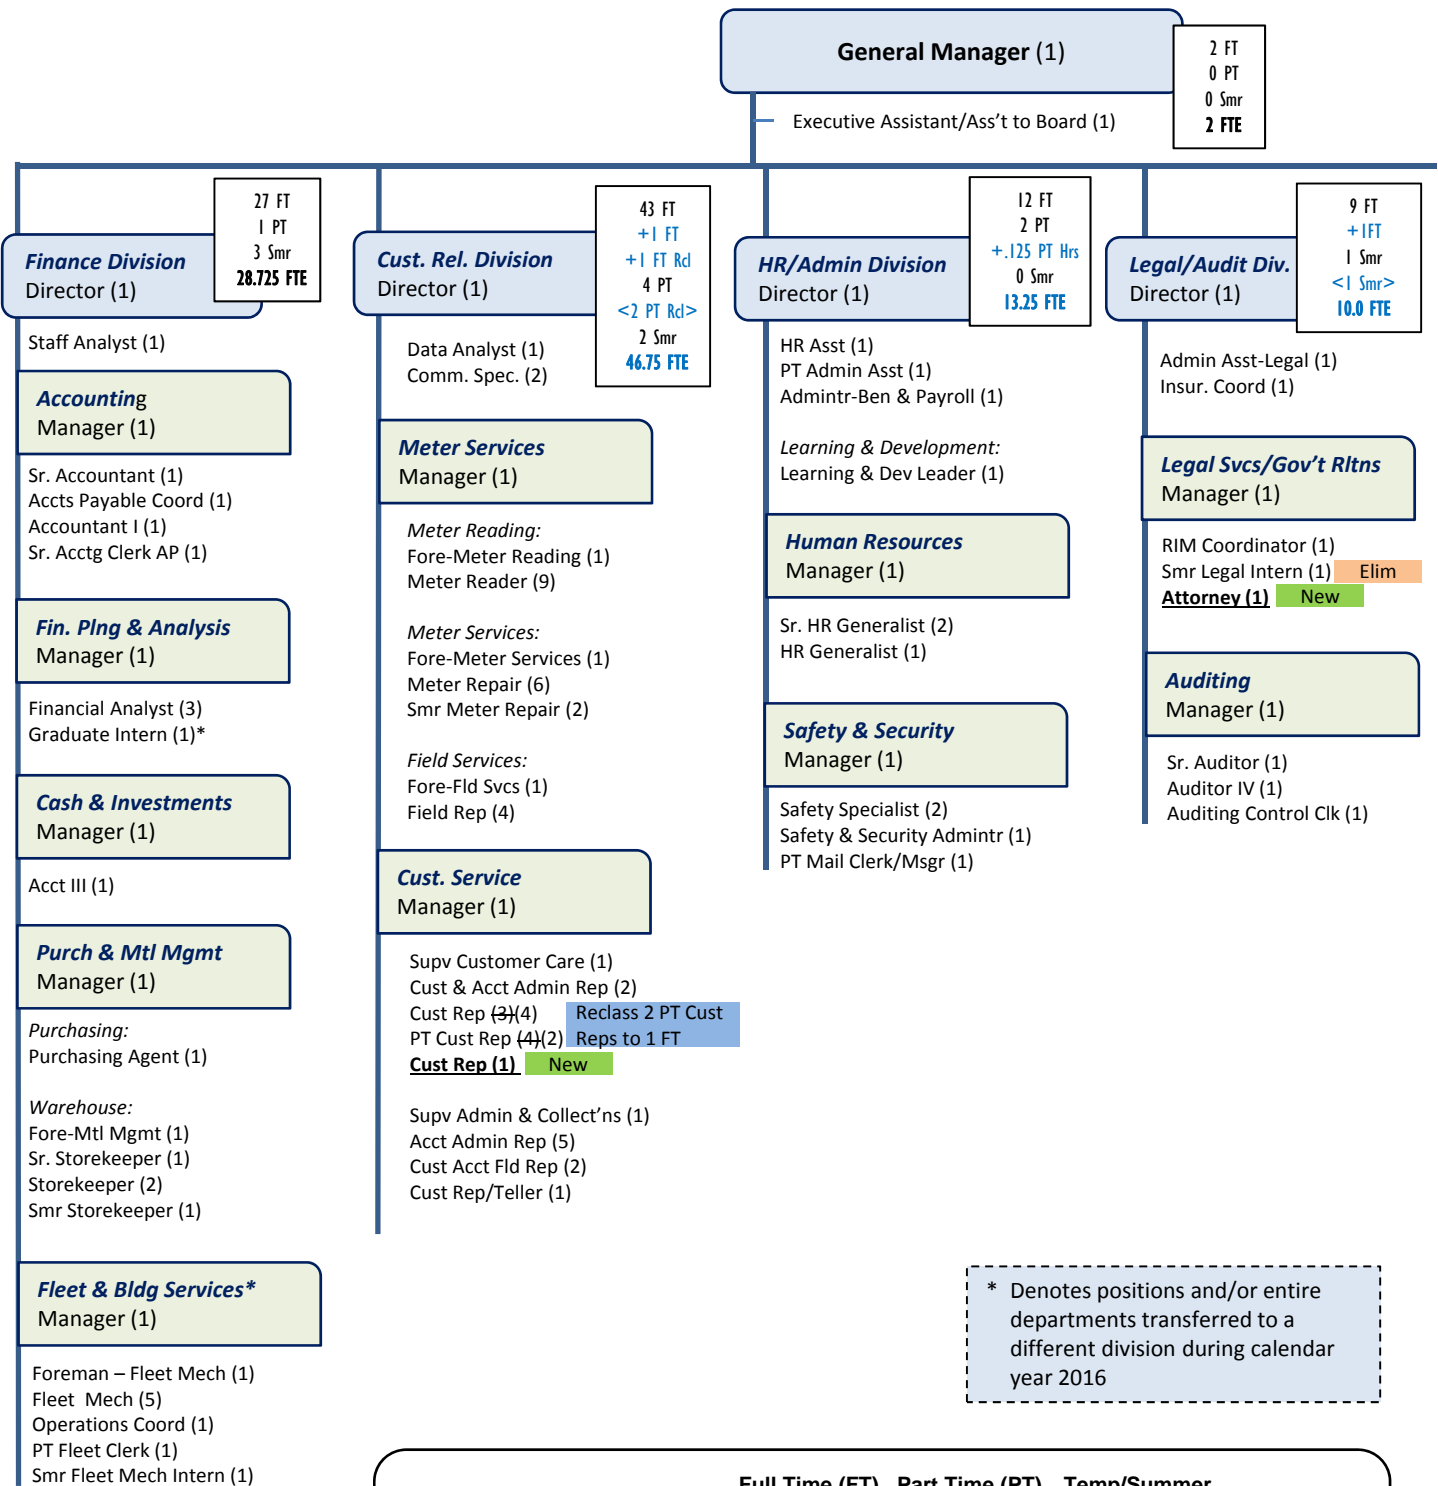 General Manager (1)
2 FT
0 PT
0 Smr
2 FTE
Executive Assistant/Ass't to Board (1)
27 FT
1 PT
3 Smr
28.725 FTE
Finance Division
Director (1)
Staff Analyst (1)
Accounting
Manager (1)
Sr. Accountant (1)
Accts Payable Coord (1)
Accountant I (1)
Sr. Acctg Clerk AP (1)
Fin. Plng & Analysis
Manager (1)
Financial Analyst (3)
Graduate Intern (1)*
Cash & Investments
Manager (1)
Acct III (1)
Purch & Mtl Mgmt
Manager (1)
Purchasing:
Purchasing Agent (1)
Warehouse:
Fore-Mtl Mgmt (1)
Sr. Storekeeper (1)
Storekeeper (2)
Smr Storekeeper (1)
Fleet & Bldg Services*
Manager (1)
Foreman – Fleet Mech (1)
Fleet Mech (5)
Operations Coord (1)
PT Fleet Clerk (1)
Smr Fleet Mech Intern (1)
43 FT
+1 FT
+1 FT Rcl
4 PT
<2 PT Rcl>
2 Smr
46.75 FTE
Cust. Rel. Division
Director (1)
Data Analyst (1)
Comm. Spec. (2)
Meter Services
Manager (1)
Meter Reading:
Fore-Meter Reading (1)
Meter Reader (9)
Meter Services:
Fore-Meter Services (1)
Meter Repair (6)
Smr Meter Repair (2)
Field Services:
Fore-Fld Svcs (1)
Field Rep (4)
Cust. Service
Manager (1)
Supv Customer Care (1)
Cust & Acct Admin Rep (2)
Cust Rep (3)(4) Reclass 2 PT Cust
PT Cust Rep (4)(2) Reps to 1 FT
Cust Rep (1) New
Supv Admin & Collect'ns (1)
Acct Admin Rep (5)
Cust Acct Fld Rep (2)
Cust Rep/Teller (1)
12 FT
2 PT
+.125 PT Hrs
0 Smr
13.25 FTE
HR/Admin Division
Director (1)
HR Asst (1)
PT Admin Asst (1)
Admintr-Ben & Payroll (1)
Learning & Development:
Learning & Dev Leader (1)
Human Resources
Manager (1)
Sr. HR Generalist (2)
HR Generalist (1)
Safety & Security
Manager (1)
Safety Specialist (2)
Safety & Security Admintr (1)
PT Mail Clerk/Msgr (1)
9 FT
+1FT
1 Smr
<1 Smr>
10.0 FTE
Legal/Audit Div.
Director (1)
Admin Asst-Legal (1)
Insur. Coord (1)
Legal Svcs/Gov't Rltns
Manager (1)
RIM Coordinator (1)
Smr Legal Intern (1) Elim
Attorney (1) New
Auditing
Manager (1)
Sr. Auditor (1)
Auditor IV (1)
Auditing Control Clk (1)
* Denotes positions and/or entire
departments transferred to a
different division during calendar
year 2016
Full Time (FT) Part Time (PT) Temp/Summer